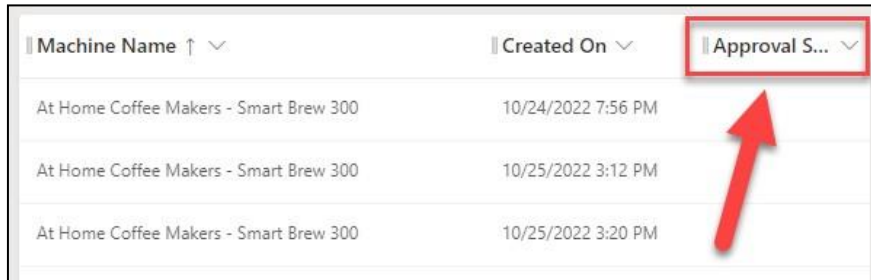 Machine Name ↑ Created On Approval S...
At Home Coffee Makers - Smart Brew 300 10/24/2022 7:56 PM
At Home Coffee Makers - Smart Brew 300 10/25/2022 3:12 PM
At Home Coffee Makers - Smart Brew 300 10/25/2022 3:20 PM